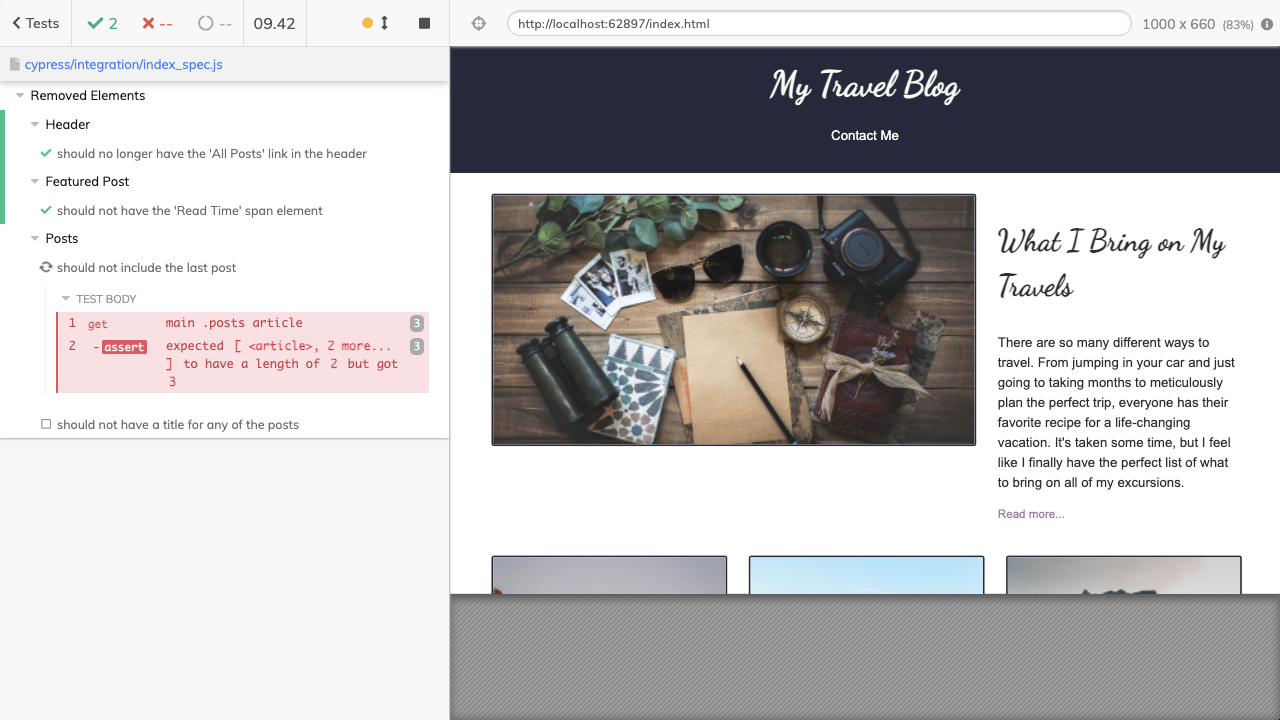 Tests
2
--
--
09.42
http://localhost:62897/index.html
1000 x 660 (83%)
cypress/integration/index_spec.js
Removed Elements
Header
should no longer have the 'All Posts' link in the header
Featured Post
should not have the 'Read Time' span element
Posts
should not include the last post
TEST BODY
1 get main .posts article 3
2 -assert expected [ <article>, 2 more... 3
] to have a length of 2 but got
3
should not have a title for any of the posts
My Travel Blog
Contact Me
What I Bring on My
Travels
There are so many different ways to
travel. From jumping in your car and just
going to taking months to meticulously
plan the perfect trip, everyone has their
favorite recipe for a life-changing
vacation. It's taken some time, but I feel
like I finally have the perfect list of what
to bring on all of my excursions.
Read more...